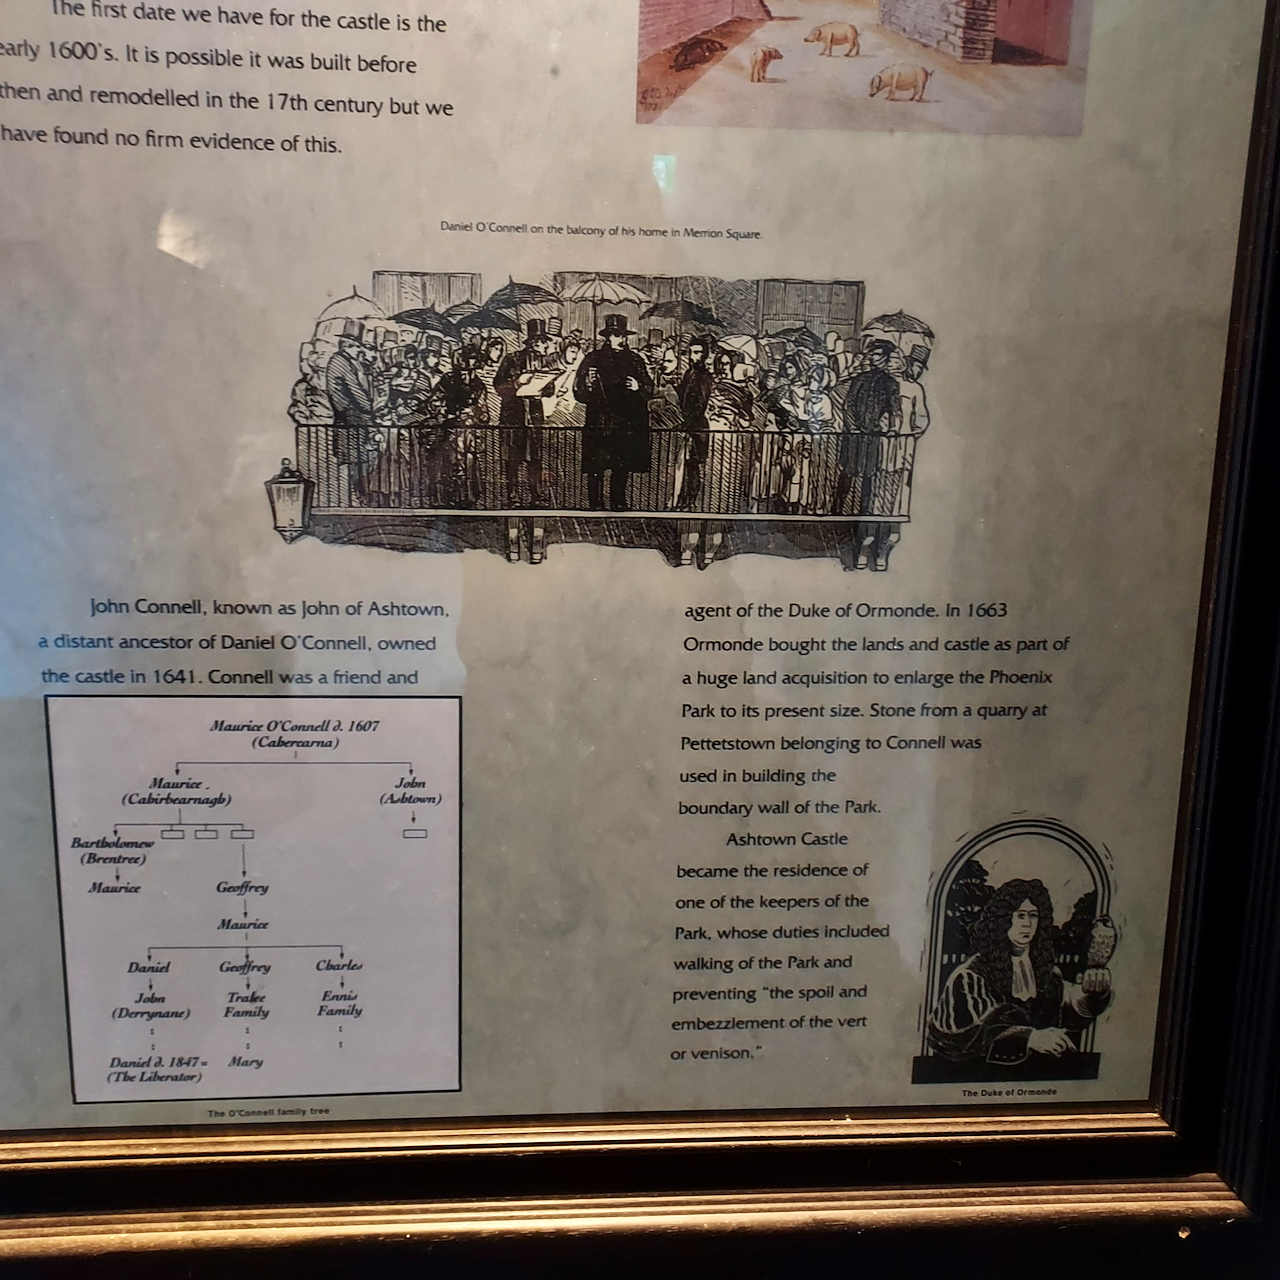 The first date we have for the castle is the
early 1600's. It is possible it was built before
then and remodelled in the 17th century but we
have found no firm evidence of this.
Daniel O'Connell on the balcony of his home in Merrion Square.
John Connell, known as John of Ashtown,
a distant ancestor of Daniel O'Connell, owned
the castle in 1641. Connell was a friend and
Maurice O'Connell d. 1607
(Cahercarna)
Maurice .
(Cahirbearnagh)
John
(Ashtown)
Bartholomew
(Brentree)
Maurice
Geoffrey
Maurice
Daniel
Geoffrey
Charles
John
(Derrynane)
Tralee
Family
Ennis
Family
Daniel d. 1847 =
(The Liberator)
Mary
The O'Connell family tree
agent of the Duke of Ormonde. In 1663
Ormonde bought the lands and castle as part of
a huge land acquisition to enlarge the Phoenix
Park to its present size. Stone from a quarry at
Pettetstown belonging to Connell was
used in building the
boundary wall of the Park.
Ashtown Castle
became the residence of
one of the keepers of the
Park, whose duties included
walking of the Park and
preventing "the spoil and
embezzlement of the vert
or venison."
The Duke of Ormonde